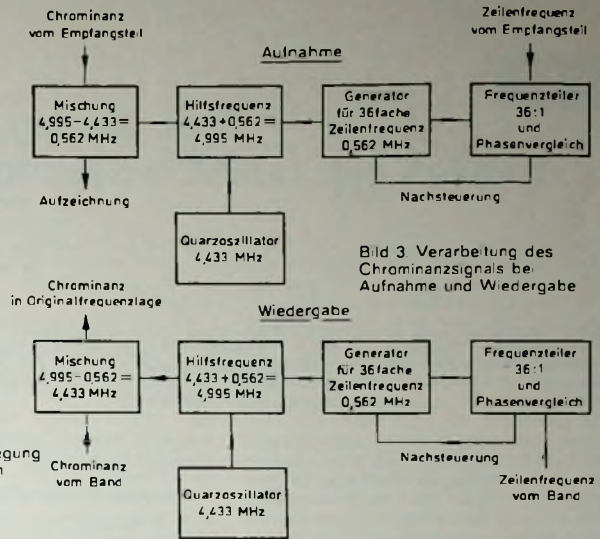 Chrominanz
vom Empfangsteil
Zeilenfrequenz
vom Empfangsteil
Aufnahme
Mischung
4,995-4,433=
0,562 MHz
Hilfsfrequenz
4,433+0,562=
4,995 MHz
Generator
für 36fache
Zeilenfrequenz
0,562 MHz
Frequenzteiler
36:1
und
Phasenvergleich
Aufzeichnung
Nachsteuerung
Quarzoszillator
4,433 MHz
Bild 3. Verarbeitung des
Chrominanzsignals bei
Aufnahme und Wiedergabe
Chrominanz
in Originalfrequenzlage
Wiedergabe
Mischung
4,995-0,562=
4,433 MHz
Hilfsfrequenz
4,433+0,562=
4,995 MHz
Generator
für 36fache
Zeilenfrequenz
0,562 MHz
Frequenzteiler
36:1
und
Phasenvergleich
egung
Chrominanz
vom Band
Nachsteuerung
Quarzoszillator
4,433 MHz
Zeilenfrequenz
vom Band